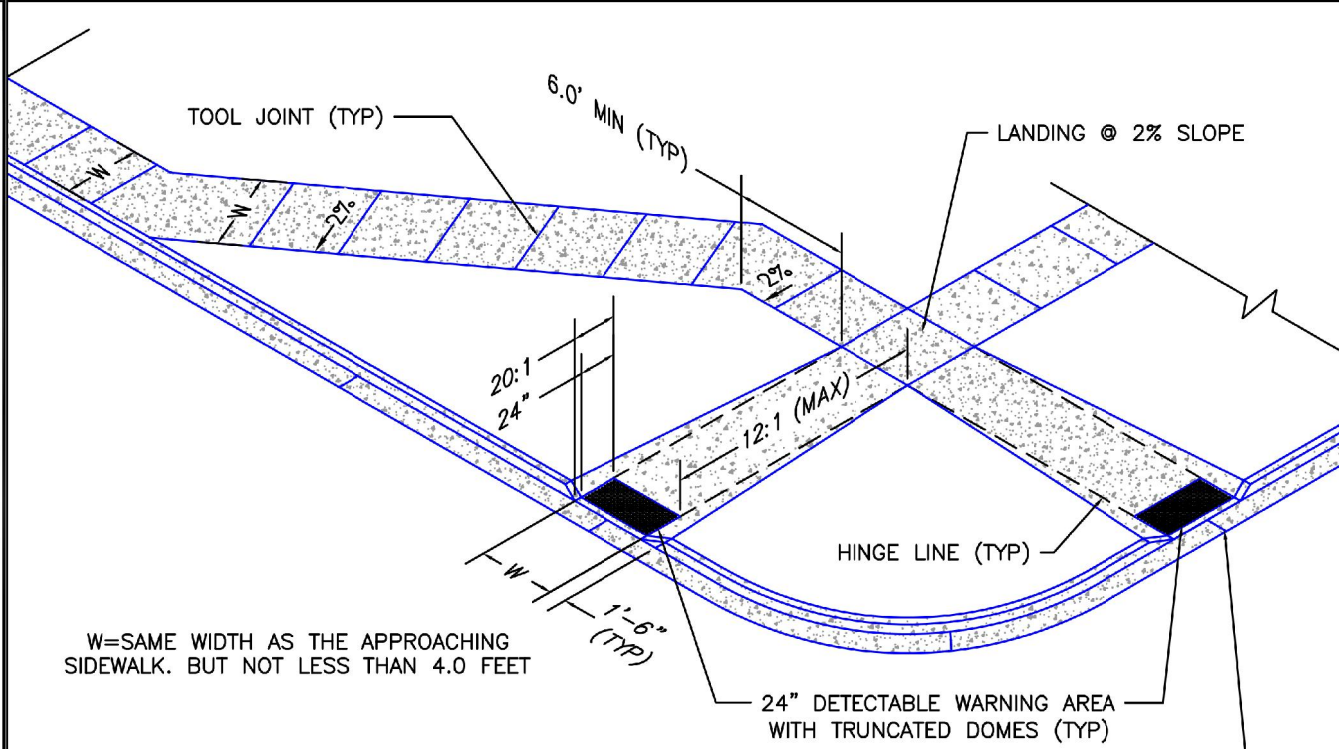 TOOL JOINT (TYP)
6.0' MIN (TYP)
LANDING @ 2% SLOPE
W
W
2%
2%
20:1
24"
12:1 (MAX)
HINGE LINE (TYP)
W
1'-6"
(TYP)
W=SAME WIDTH AS THE APPROACHING
SIDEWALK. BUT NOT LESS THAN 4.0 FEET
24" DETECTABLE WARNING AREA
WITH TRUNCATED DOMES (TYP)